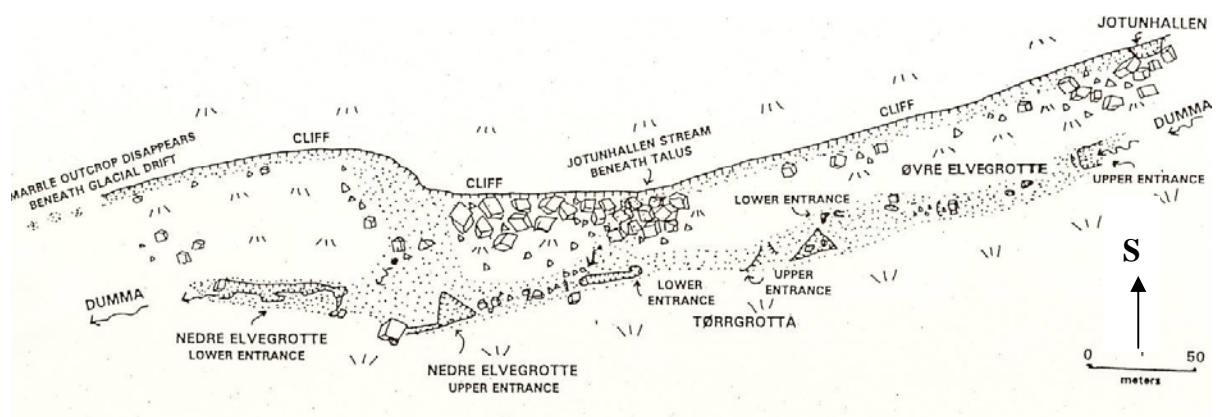 JOTUNHALLEN
CLIFF
DUMMA
JOTUNHALLEN STREAM
BENEATH TALUS
CLIFF
MARBLE OUTCROP DISAPPEARS
BENEATH GLACIAL DRIFT
CLIFF
ØVRE ELVEGROTTE
UPPER ENTRANCE
LOWER ENTRANCE
UPPER
ENTRANCE
LOWER
ENTRANCE
TØRRGROTTA
S
DUMMA
NEDRE ELVEGROTTE
LOWER ENTRANCE
NEDRE ELVEGROTTE
UPPER ENTRANCE
0 50
meters